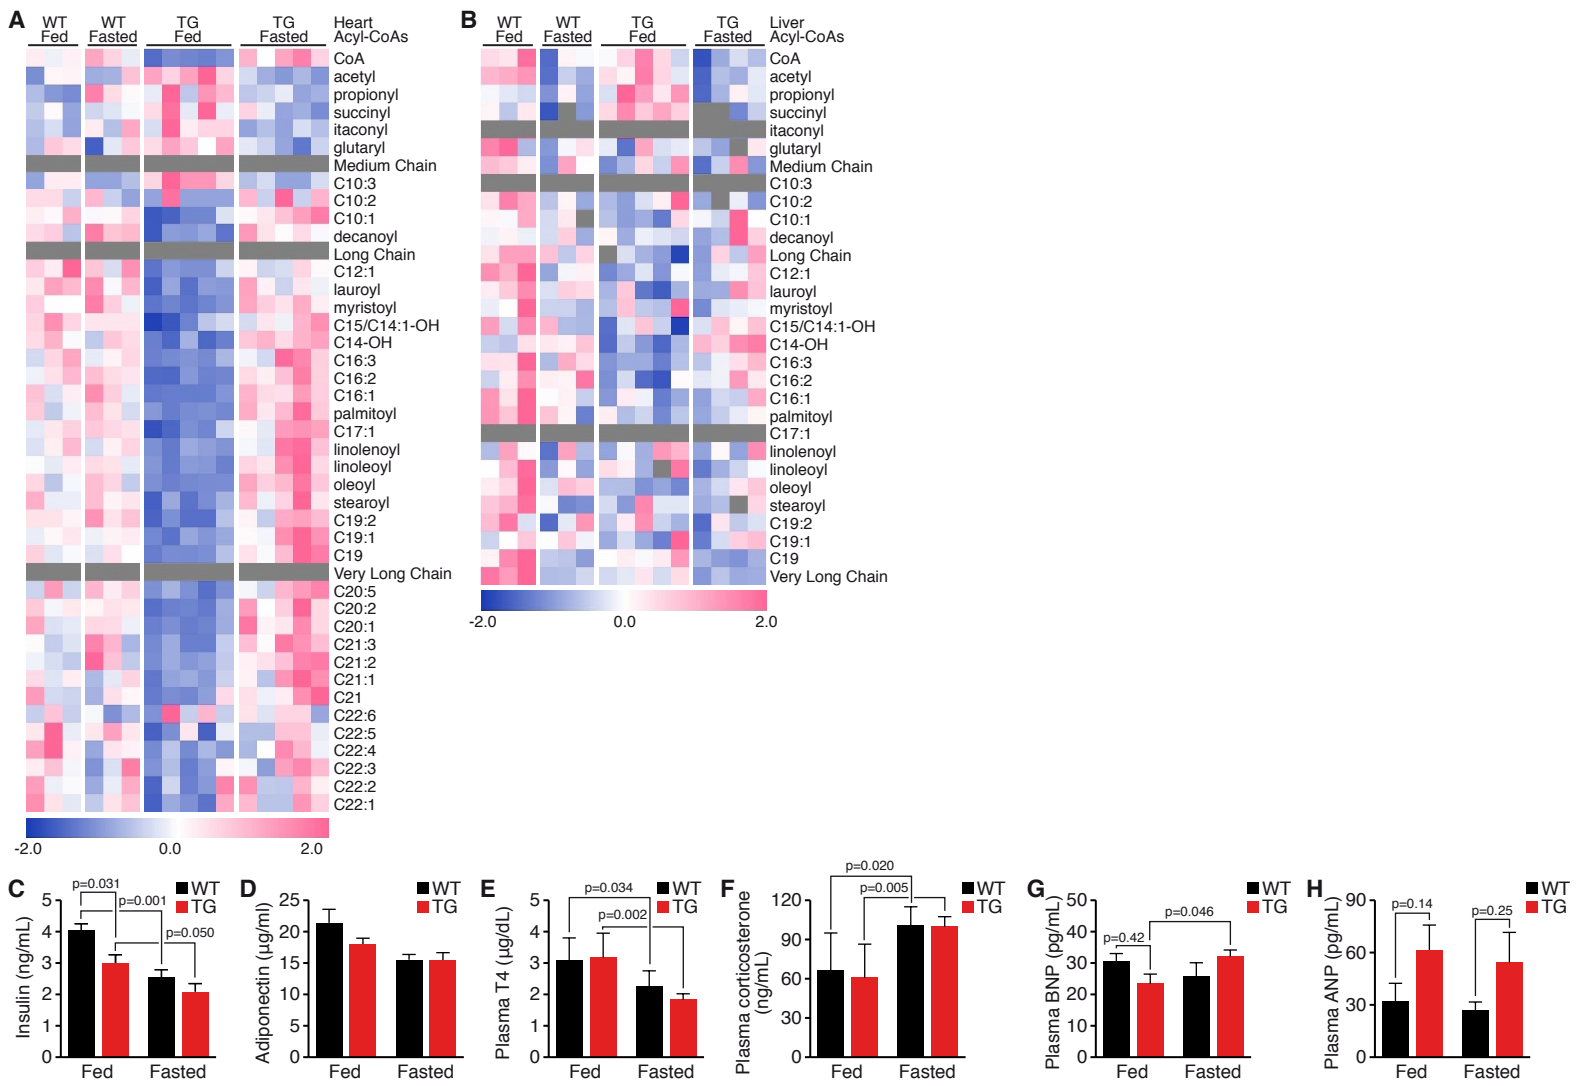 A
WT Fed
WT Fasted
TG Fed
TG Fasted
Heart Acyl-CoAs
CoA
acetyl
propionyl
succinyl
itaconyl
glutaryl
Medium Chain
C10:3
C10:2
C10:1
decanoyl
Long Chain
C12:1
lauroyl
myristoyl
C15/C14:1-OH
C14-OH
C16:3
C16:2
C16:1
palmitoyl
C17:1
linolenoyl
linoleoyl
oleoyl
stearoyl
C19:2
C19:1
C19
Very Long Chain
C20:5
C20:2
C20:1
C21:3
C21:2
C21:1
C21
C22:6
C22:5
C22:4
C22:3
C22:2
C22:1
-2.0 0.0 2.0
B
WT Fed
WT Fasted
TG Fed
TG Fasted
Liver Acyl-CoAs
CoA
acetyl
propionyl
succinyl
itaconyl
glutaryl
Medium Chain
C10:3
C10:2
C10:1
decanoyl
Long Chain
C12:1
lauroyl
myristoyl
C15/C14:1-OH
C14-OH
C16:3
C16:2
C16:1
palmitoyl
C17:1
linolenoyl
linoleoyl
oleoyl
stearoyl
C19:2
C19:1
C19
Very Long Chain
-2.0 0.0 2.0
C
Insulin (ng/mL)
5
4
3
2
1
0
p=0.031
p=0.001
p=0.050
WT
TG
Fed Fasted
D
Adiponectin (µg/ml)
25
20
15
10
5
0
WT
TG
Fed Fasted
E
Plasma T4 (µg/dL)
5
4
3
2
1
0
p=0.034
p=0.002
WT
TG
Fed Fasted
F
Plasma corticosterone
(ng/mL)
120
90
60
30
0
p=0.020
p=0.005
WT
TG
Fed Fasted
G
Plasma BNP (pg/mL)
50
40
30
20
10
0
p=0.42
p=0.046
WT
TG
Fed Fasted
H
Plasma ANP (pg/mL)
90
60
30
0
p=0.14
p=0.25
WT
TG
Fed Fasted